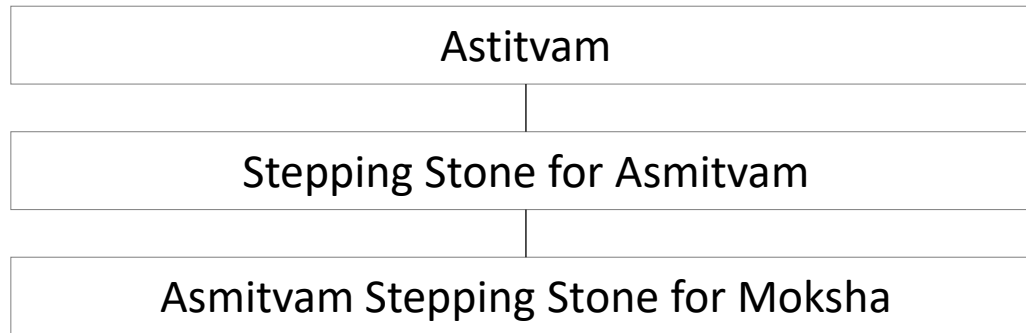 Astitvam
Stepping Stone for Asmitvam
Asmitvam Stepping Stone for Moksha